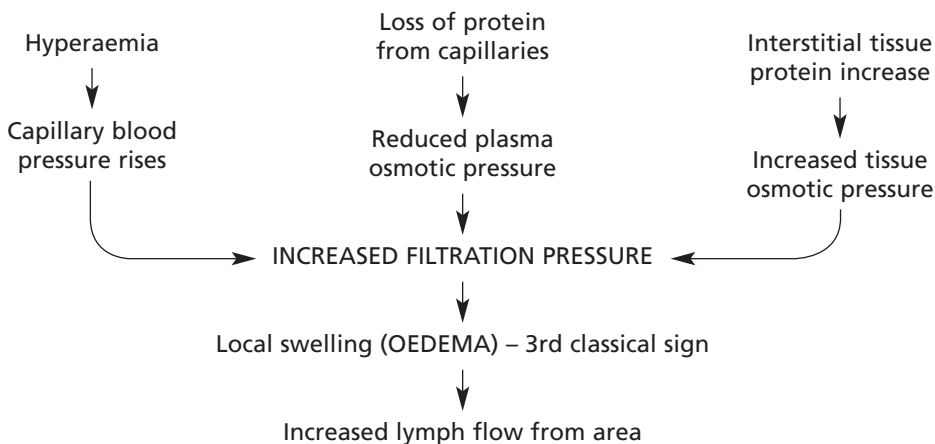 Hyperaemia
Capillary blood
pressure rises
Loss of protein
from capillaries
Reduced plasma
osmotic pressure
Interstitial tissue
protein increase
Increased tissue
osmotic pressure
INCREASED FILTRATION PRESSURE
Local swelling (OEDEMA) – 3rd classical sign
Increased lymph flow from area